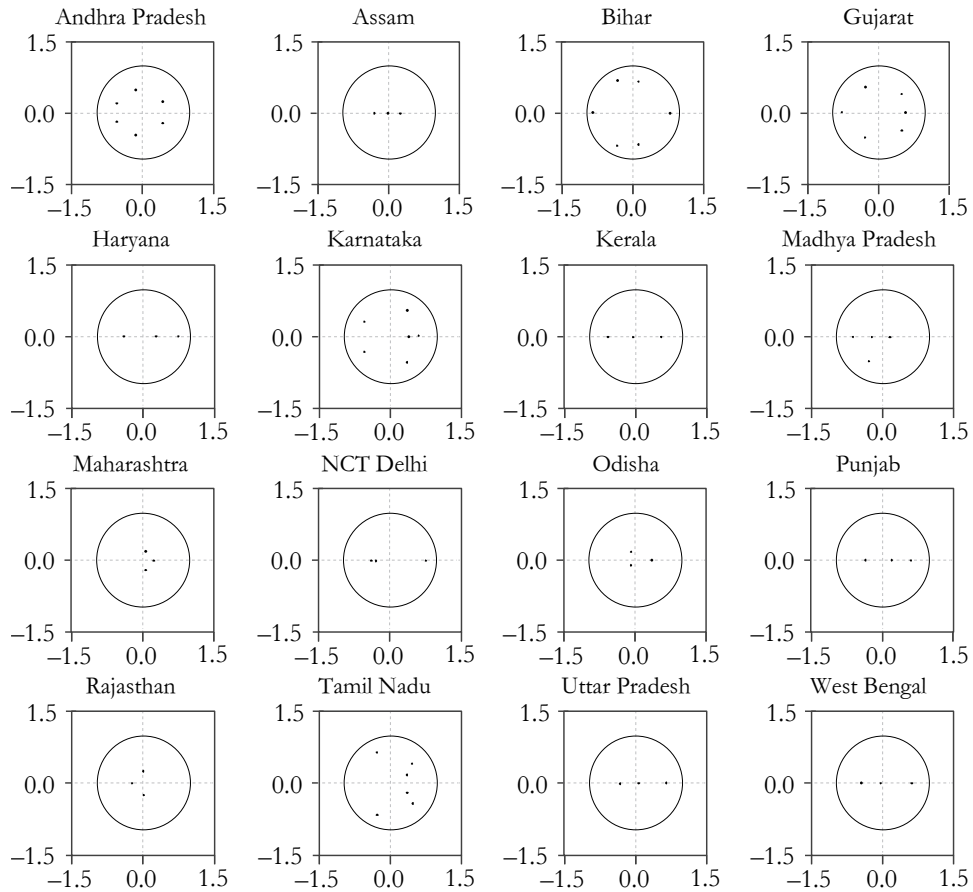 Andhra Pradesh Assam Bihar Gujarat
1.5 1.5 1.5 1.5
0.0 0.0 0.0 0.0
–1.5 –1.5 –1.5 –1.5
–1.5 0.0 1.5 –1.5 0.0 1.5 –1.5 0.0 1.5 –1.5 0.0 1.5
Haryana Karnataka Kerala Madhya Pradesh
1.5 1.5 1.5 1.5
0.0 0.0 0.0 0.0
–1.5 –1.5 –1.5 –1.5
–1.5 0.0 1.5 –1.5 0.0 1.5 –1.5 0.0 1.5 –1.5 0.0 1.5
Maharashtra NCT Delhi Odisha Punjab
1.5 1.5 1.5 1.5
0.0 0.0 0.0 0.0
–1.5 –1.5 –1.5 –1.5
–1.5 0.0 1.5 –1.5 0.0 1.5 –1.5 0.0 1.5 –1.5 0.0 1.5
Rajasthan Tamil Nadu Uttar Pradesh West Bengal
1.5 1.5 1.5 1.5
0.0 0.0 0.0 0.0
–1.5 –1.5 –1.5 –1.5
–1.5 0.0 1.5 –1.5 0.0 1.5 –1.5 0.0 1.5 –1.5 0.0 1.5